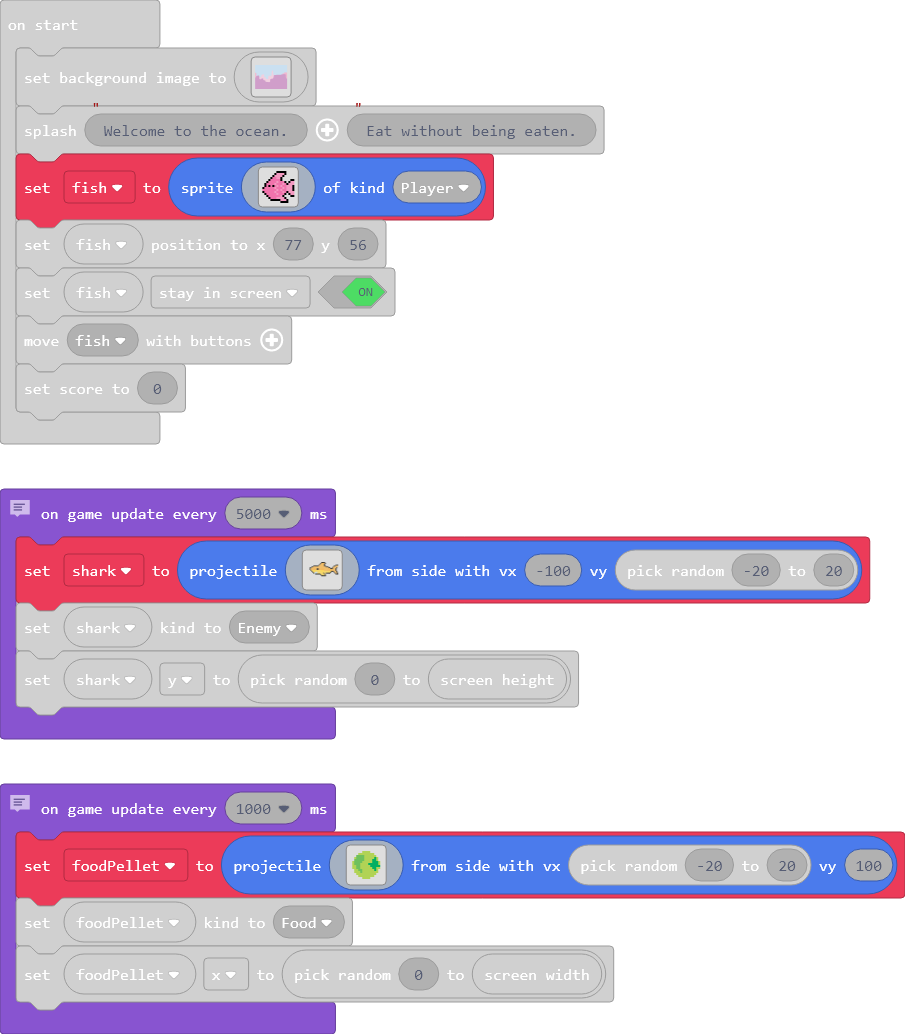 on start
set background image to
" "
splash Welcome to the ocean. Eat without being eaten.
set fish to sprite of kind Player
set fish position to x 77 y 56
set fish stay in screen ON
move fish with buttons
set score to 0
on game update every 5000 ms
set shark to projectile from side with vx -100 vy pick random -20 to 20
set shark kind to Enemy
set shark y to pick random 0 to screen height
on game update every 1000 ms
set foodPellet to projectile from side with vx pick random -20 to 20 vy 100
set foodPellet kind to Food
set foodPellet x to pick random 0 to screen width